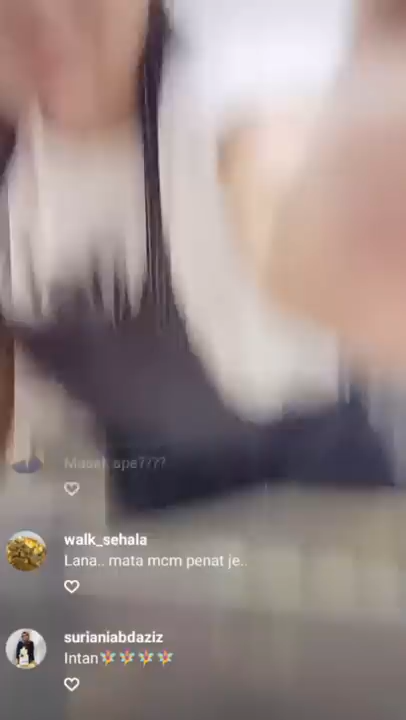 Masak ape????
walk_sehala
Lana.. mata mcm penat je..
surianiabdaziz
Intan